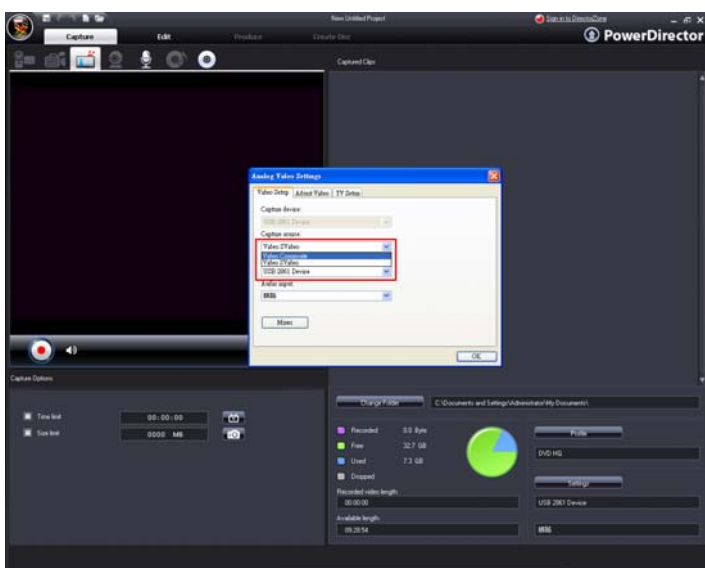 New Untitled Project
Sign in to DirectorZone
Capture
Edit
Produce
Create Disc
PowerDirector
Captured Clips
Analog Video Settings
Video Setup
Adjust Video
TV Setup
Capture device:
USB 2861 Device
Capture source:
Video SVideo
Video Composite
Video SVideo
USB 2861 Device
Audio input:
Mixer
OK
Capture Options
Time limit
00:00:00
Size limit
0000 MB
Change Folder
C:\Documents and Settings\Administrator\My Documents\
Recorded
0.0 Byte
Free
32.7 GB
Used
7.3 GB
Dropped
Recorded video length:
00:00:00
Available length:
09:28:54
Profile
DVD HQ
Settings
USB 2861 Device